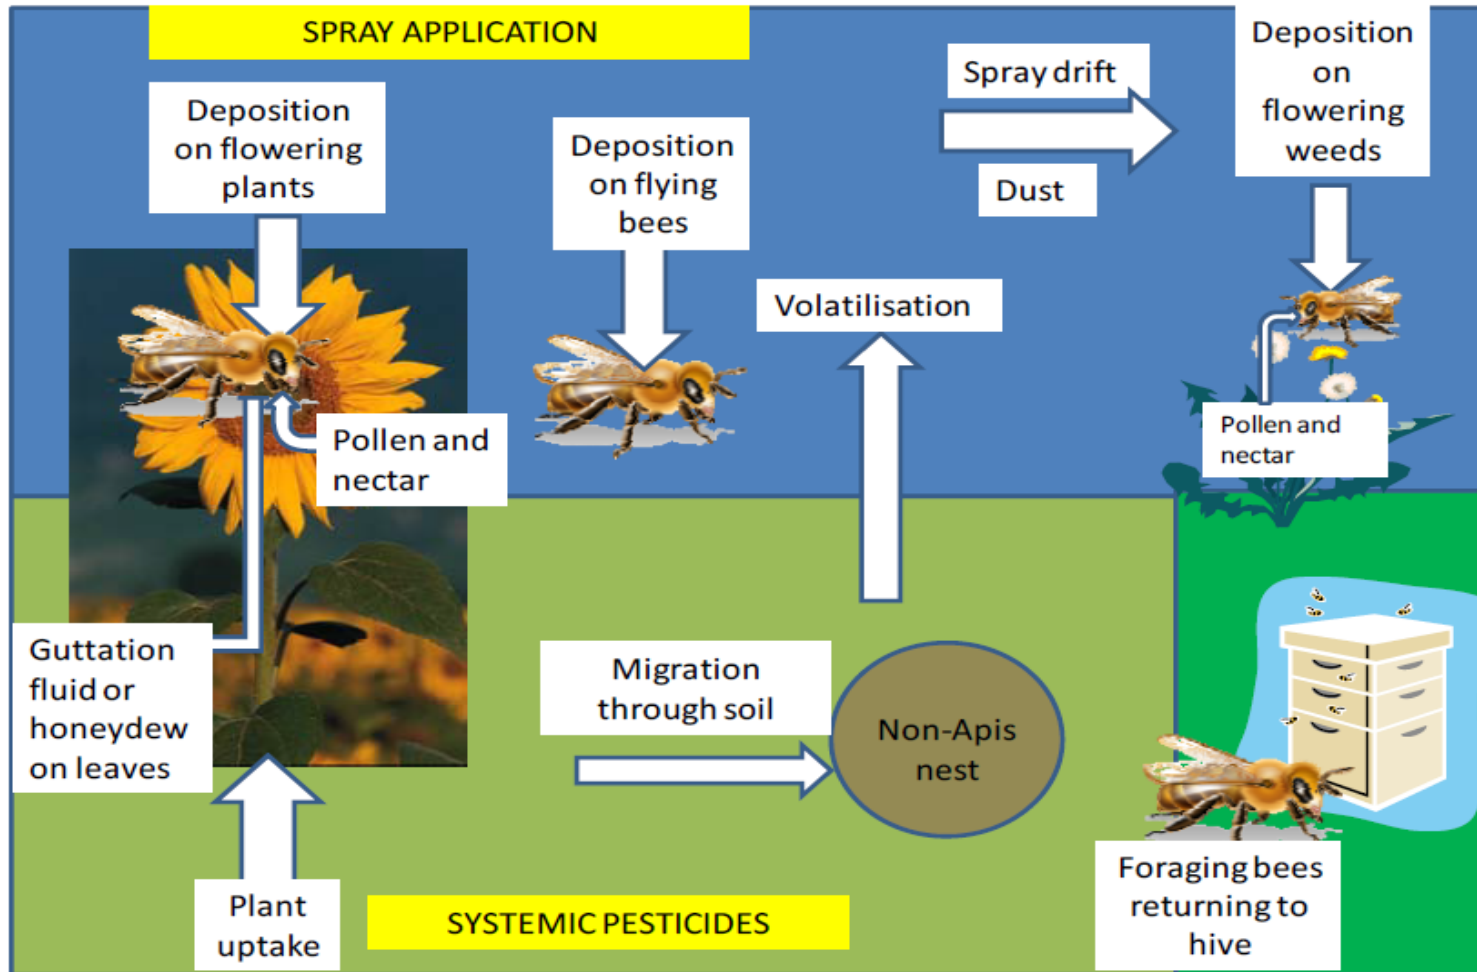 SPRAY APPLICATION
Deposition
on flowering
plants
Deposition
on flying
bees
Spray drift
Dust
Deposition
on
flowering
weeds
Volatilisation
Pollen and
nectar
Pollen and
nectar
Guttation
fluid or
honeydew
on leaves
Migration
through soil
Non-Apis
nest
Plant
uptake
SYSTEMIC PESTICIDES
Foraging bees
returning to
hive